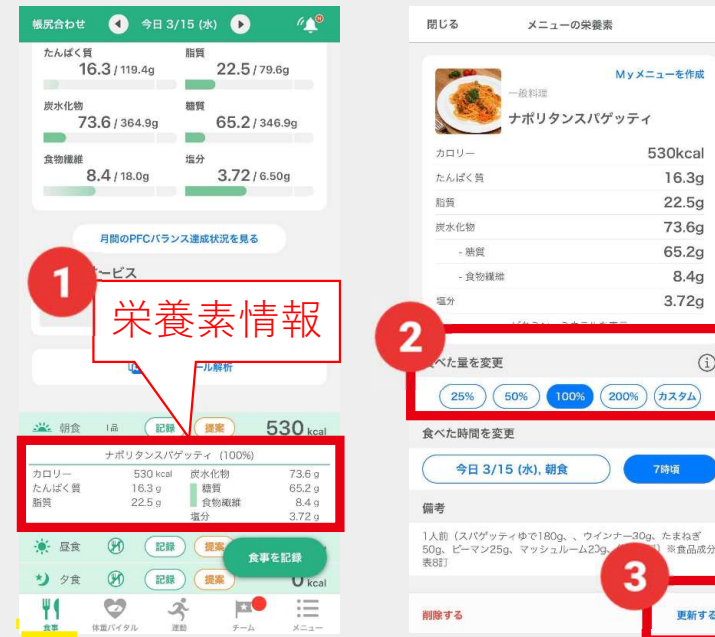 帳尻合わせ
今日 3/15 (水)
たんぱく質
16.3 / 119.4g
脂質
22.5 / 79.6g
炭水化物
73.6 / 364.9g
糖質
65.2 / 346.9g
食物繊維
8.4 / 18.0g
塩分
3.72 / 6.50g
月間のPFCバランス達成状況を見る
1
ービス
栄養素情報
ール解析
朝食 1品 記録 提案 530 kcal
ナポリタンスパゲッティ (100%)
カロリー 530 kcal 炭水化物 73.6 g
たんぱく質 16.3 g 糖質 65.2 g
脂質 22.5 g 食物繊維 8.4 g
塩分 3.72 g
昼食 記録 提案
食事を記録
夕食 記録 提案 0 kcal
食事 体重バイタル 運動 チーム メニュー
閉じる メニューの栄養素
Myメニューを作成
一般料理
ナポリタンスパゲティ
カロリー 530kcal
たんぱく質 16.3g
脂質 22.5g
炭水化物 73.6g
- 糖質 65.2g
- 食物繊維 8.4g
塩分 3.72g
2
べた量を変更
25% 50% 100% 200% カスタム
食べた時間を変更
今日 3/15 (水), 朝食 7時頃
備考
1人前（スパゲッティゆで180g、、ウインナー30g、たまねぎ
50g、ピーマン25g、マッシュルーム20g、 ）※食品成分
表8訂
3
削除する 更新する